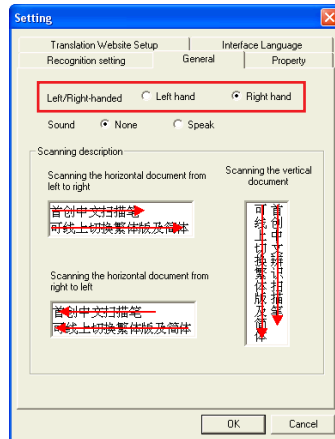 Setting
Translation Website Setup
Interface Language
Recognition setting
General
Property
Left/Right-handed
Left hand
Right hand
Sound
None
Speak
Scanning description
Scanning the horizontal document from
left to right
首创中文扫描笔
可线上切换繁体版及简体
Scanning the vertical
document
首创中文辨识扫描笔
可线上切换繁体版及简体
Scanning the horizontal document from
right to left
首创中文扫描笔
可线上切换繁体版及简体
OK
Cancel